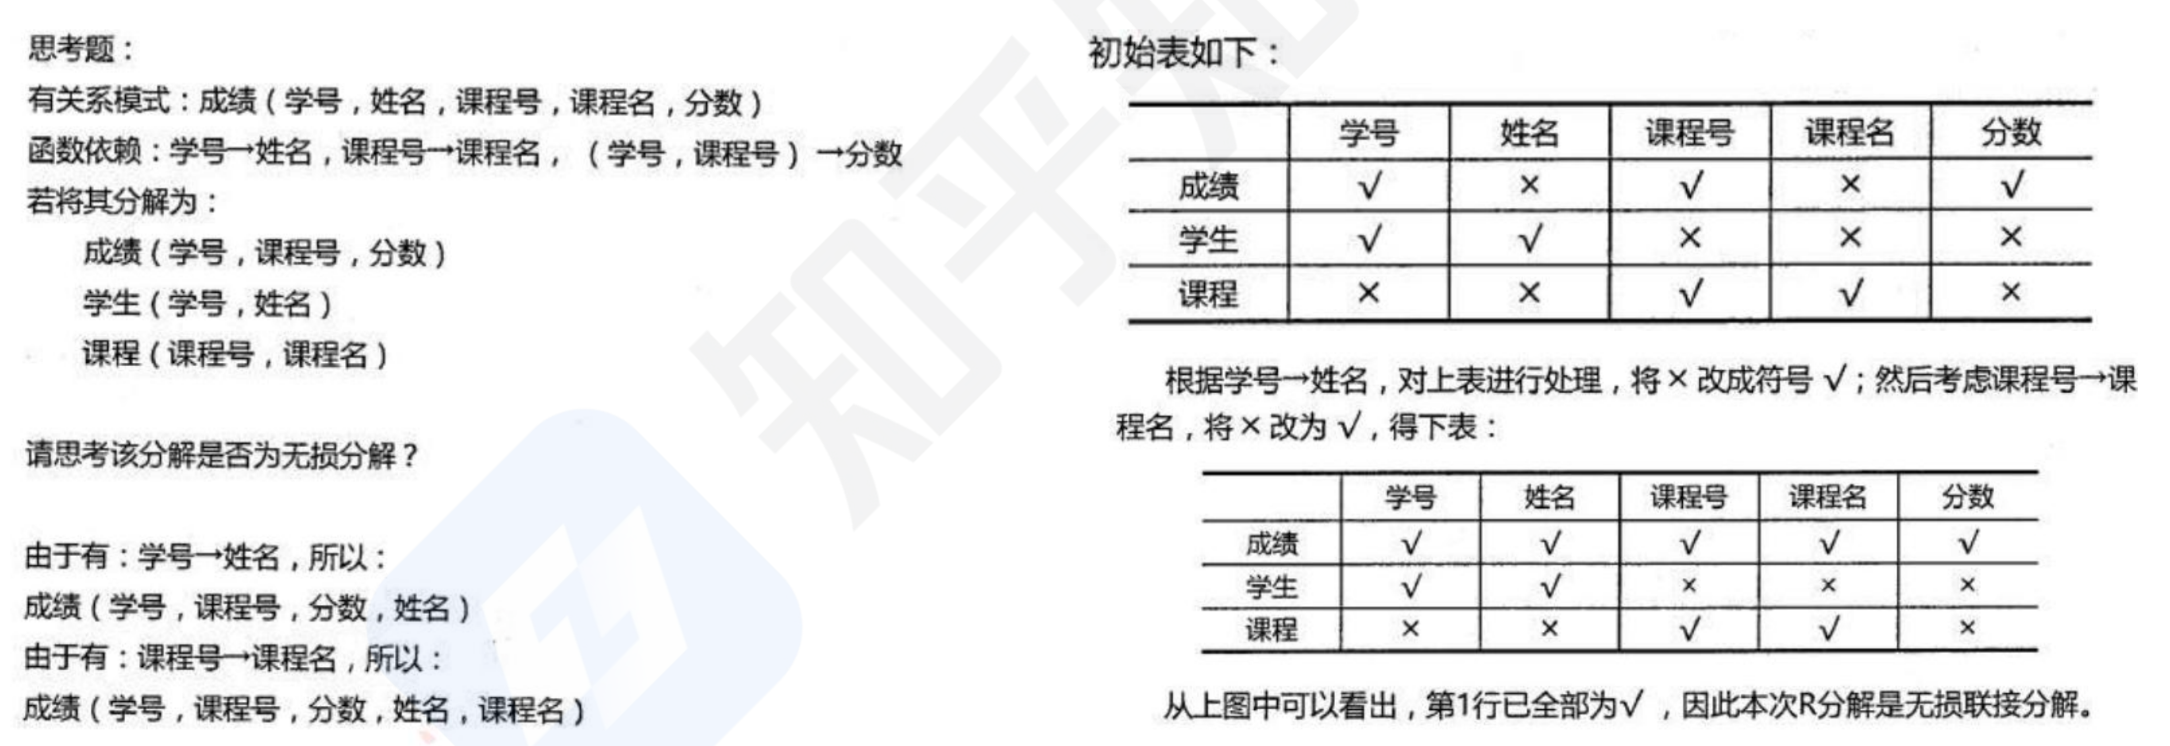 思考题：
有关系模式：成绩（学号，姓名，课程号，课程名，分数）
函数依赖：学号→姓名，课程号→课程名，（学号，课程号）→分数
若将其分解为：
成绩（学号，课程号，分数）
学生（学号，姓名）
课程（课程号，课程名）
请思考该分解是否为无损分解？
由于有：学号→姓名，所以：
成绩（学号，课程号，分数，姓名）
由于有：课程号→课程名，所以：
成绩（学号，课程号，分数，姓名，课程名）
初始表如下：
学号 姓名 课程号 课程名 分数
成绩 √ × √ × √
学生 √ √ × × ×
课程 × × √ √ ×
根据学号→姓名，对上表进行处理，将×改成符号√；然后考虑课程号→课
程名，将×改为√，得下表：
学号 姓名 课程号 课程名 分数
成绩 √ √ √ √ √
学生 √ √ × × ×
课程 × × √ √ ×
从上图中可以看出，第1行已全部为√，因此本次R分解是无损联接分解。
知乎知